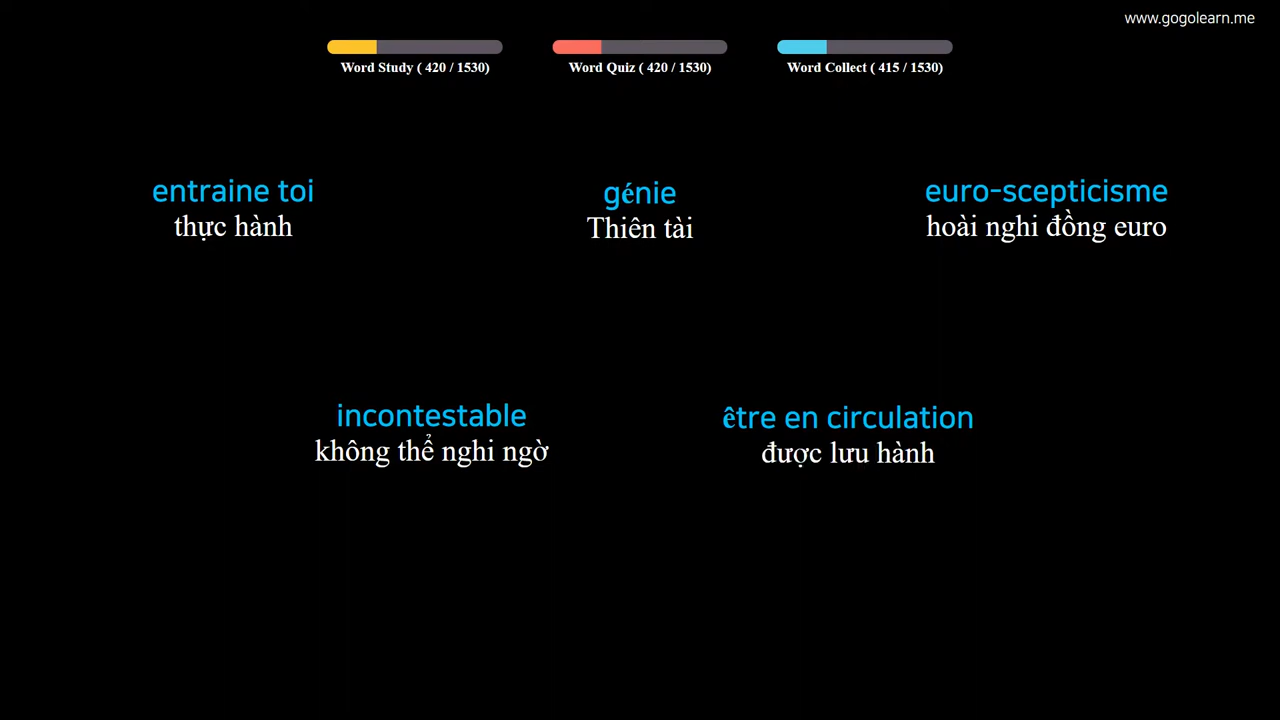 www.gogolearn.me
Word Study ( 420 / 1530)
Word Quiz ( 420 / 1530)
Word Collect ( 415 / 1530)
entraine toi
thực hành
génie
Thiên tài
euro-scepticisme
hoài nghi đồng euro
incontestable
không thể nghi ngờ
être en circulation
được lưu hành